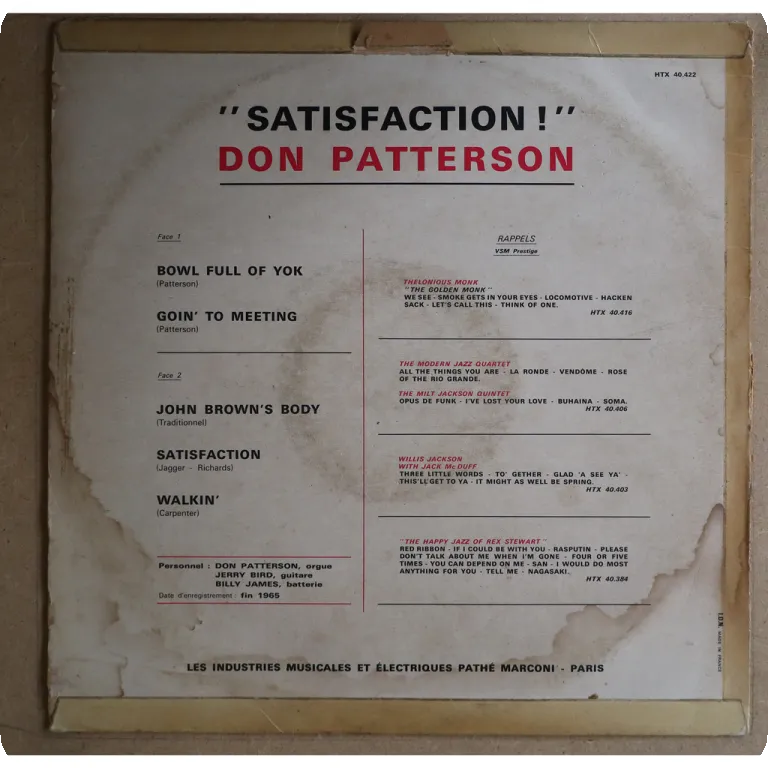 HTX 40.422
"SATISFACTION!"
DON PATTERSON
Face 1
BOWL FULL OF YOK
(Patterson)
GOIN' TO MEETING
(Patterson)
Face 2
JOHN BROWN'S BODY
(Traditionnel)
SATISFACTION
(Jagger - Richards)
WALKIN'
(Carpenter)
Personnel : DON PATTERSON, orgue
JERRY BIRD, guitare
BILLY JAMES, batterie
Date d'enregistrement : fin 1965
RAPPELS
VSM Prestige
THELONIOUS MONK
"THE GOLDEN MONK"
WE SEE - SMOKE GETS IN YOUR EYES - LOCOMOTIVE - HACKEN
SACK - LET'S CALL THIS - THINK OF ONE.
HTX 40.416
THE MODERN JAZZ QUARTET
ALL THE THINGS YOU ARE - LA RONDE - VENDÔME - ROSE
OF THE RIO GRANDE.
THE MILT JACKSON QUINTET
OPUS DE FUNK - I'VE LOST YOUR LOVE - BUHAINA - SOMA.
HTX 40.406
WILLIS JACKSON
WITH JACK Mc DUFF
THREE LITTLE WORDS - TO' GETHER - GLAD 'A SEE YA' -
THIS'LL GET TO YA - IT MIGHT AS WELL BE SPRING.
HTX 40.403
"THE HAPPY JAZZ OF REX STEWART"
RED RIBBON - IF I COULD BE WITH YOU - RASPUTIN - PLEASE
DON'T TALK ABOUT ME WHEN I'M GONE - FOUR OR FIVE
TIMES - YOU CAN DEPEND ON ME - SAN - I WOULD DO MOST
ANYTHING FOR YOU - TELL ME - NAGASAKI.
HTX 40.384
I.D.N. MADE IN FRANCE
LES INDUSTRIES MUSICALES ET ÉLECTRIQUES PATHÉ MARCONI - PARIS